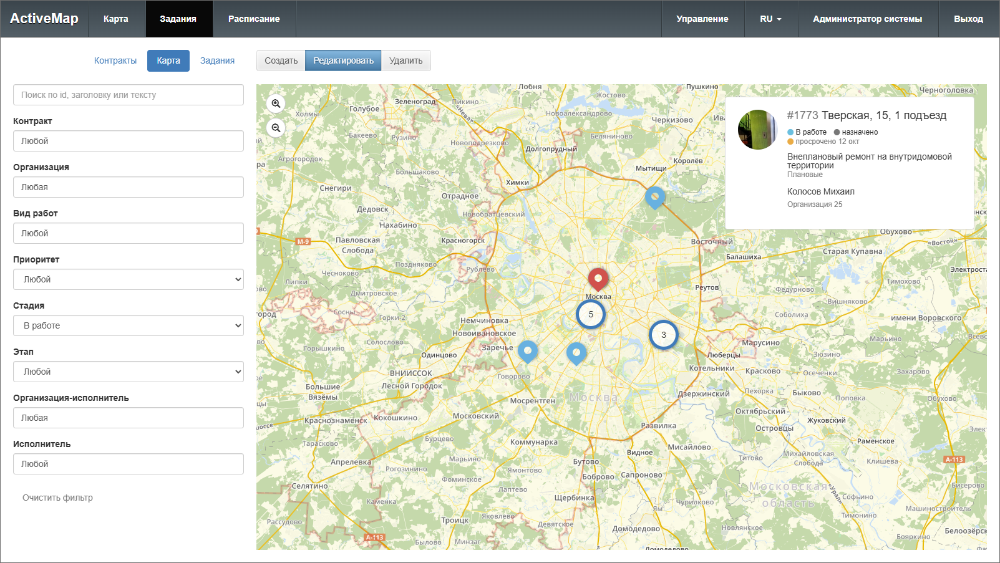 ActiveMap
Карта
Задания
Расписание
Управление
RU
Администратор системы
Выход
Контракты
Карта
Задания
Создать
Редактировать
Удалить
Поиск по id, заголовку или тексту
Контракт
Любой
Организация
Любая
Вид работ
Любой
Приоритет
Любой
Стадия
В работе
Этап
Любой
Организация-исполнитель
Любая
Исполнитель
Любой
Очистить фильтр
#1773 Тверская, 15, 1 подъезд
В работе
назначено
просрочено 12 окт
Внеплановый ремонт на внутридомовой
территории
Плановые
Колосов Михаил
Организация 25
Лобня
Пушкино
Черноголовка
Зеленоград
Пикино
«Нева»
Жостово
Холмы
Голубое
Новоалександрово
Черкизово
Бакеево
Рузино
Новоподрезково
Беляниново
Долгопрудный
Агрогородок
Большаково
Королёв
Мытищи
Химки
Снегири
Отрадное
Дедовск
Новобратцевский
Нахабино
М-9
Павловская
Слобода
Красногорск
Восточный
Обухово
«Восток»
Балашиха
Старая Купавна
Поздняково
Рублёво
Чесноково
Липки
Электроста
Москва
Реутов
Федурново
Тимохово
Дмитровское
Вишняково
Сосны
Горки-2
Немчиновка
Соболиха
имени Воровского
5
3
Новоивановское
Заречье
Горышкино
Солослово
Одинцово
Марусино
Марьино
Люберцы
Зюзино
Котельники
Красково
Осеченки
Захарово
ВНИИССОК
Говорово
Большие
Вязёмы
Лесной Городок
Москва
Мосрентген
Дзержинский
Пехорка
Быково
Поповка
Обухово
Краснознаменск
Кокошкино
Московский
Октябрьский
Жуковский
Островцы
Развилка
Тарасково
Бурцево
Коммунарка
Видное
Мисайлово
Раменское
Апрелевка
Марьино
Рогозинино
Ямонтово
Бутово
Титово
Михайловская
Слобода
Клишева
А-113
Селятино
Фоминское
Лаптево
Боброво
Сапроново
Московская
область
«Урал»
Бисерово
Каменка
Щербинка
Чурилково
Софьино
Ям
Машиностроитель
Рассудово
Троицк
Яковлево
Девятское
Тимонино
Новлянское
Домодедово
Белоозёрск
А-113
Былово
Минзаг
Бояркино
Домодедово